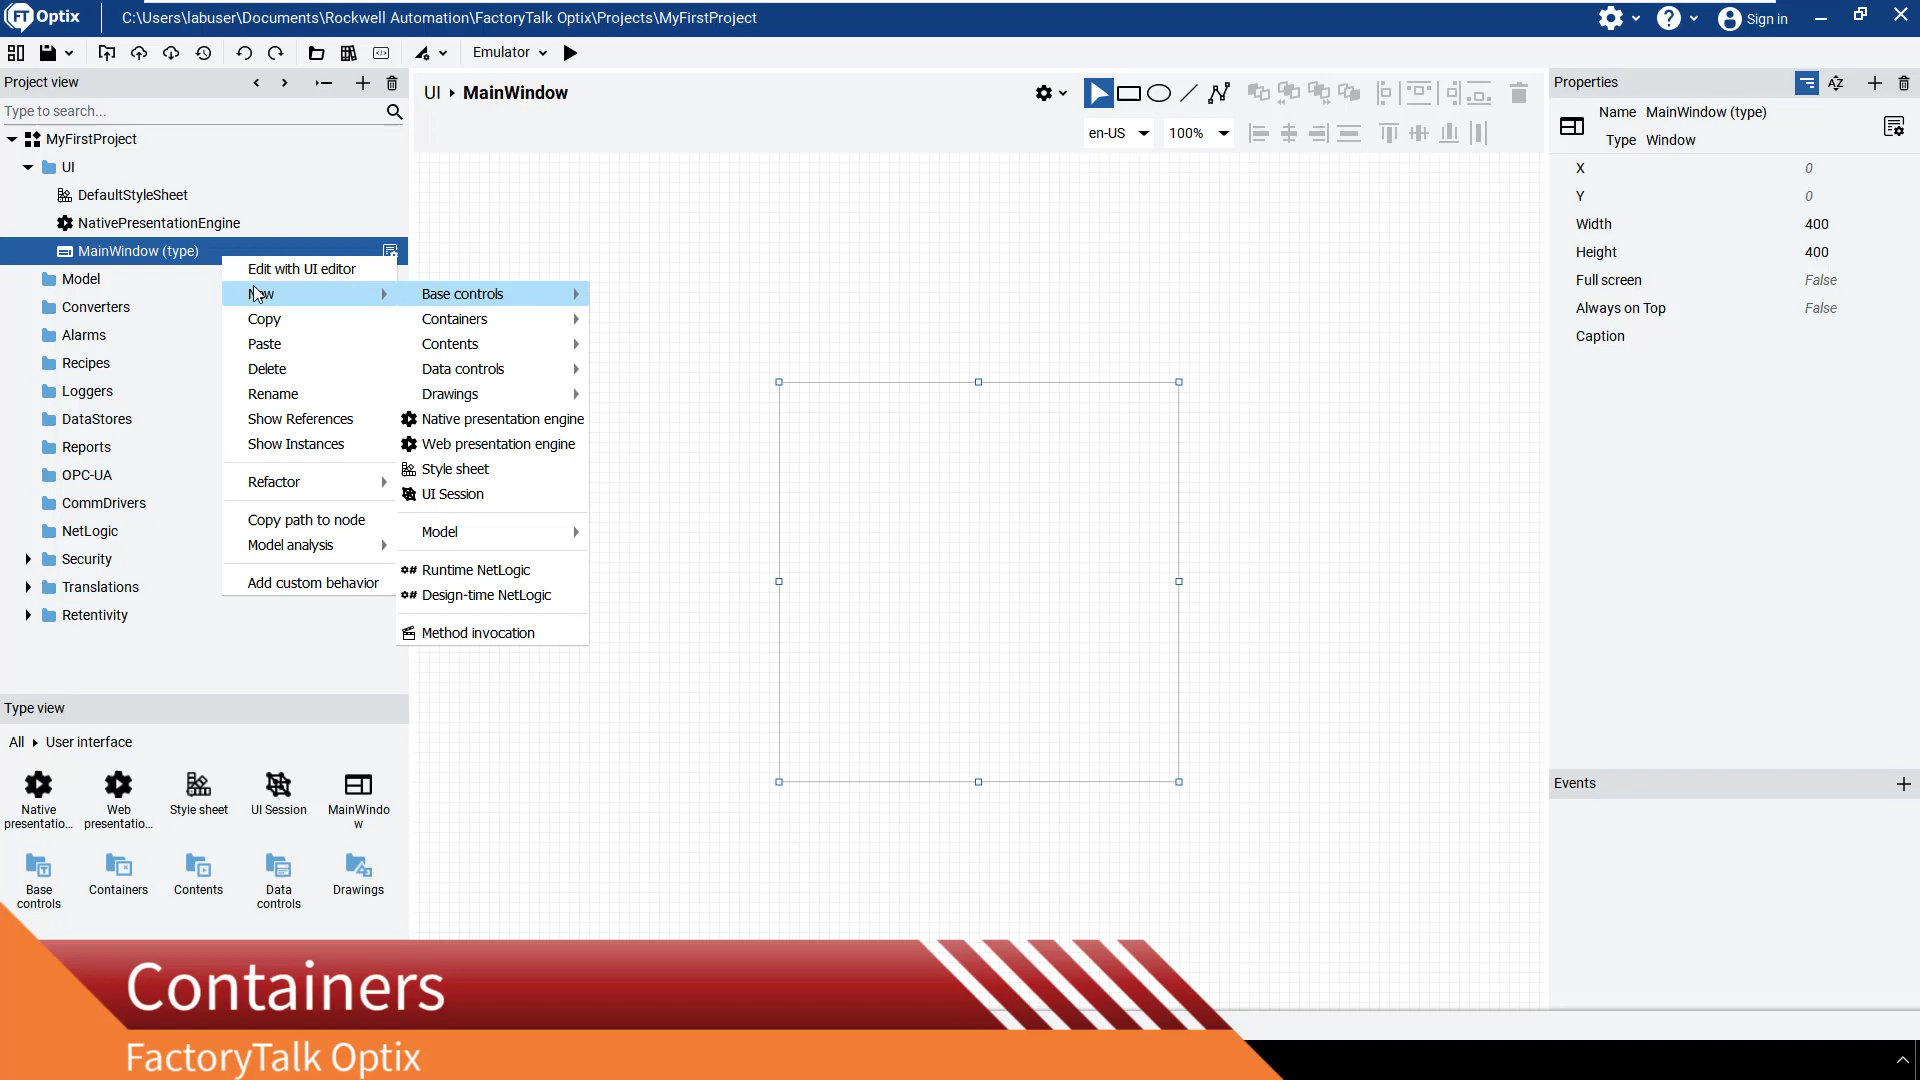 FT Optix
C:\Users\labuser\Documents\Rockwell Automation\FactoryTalk Optix\Projects\MyFirstProject
Sign in
Emulator
Project view
Type to search...
MyFirstProject
UI
DefaultStyleSheet
NativePresentationEngine
MainWindow (type)
Model
Converters
Alarms
Recipes
Loggers
DataStores
Reports
OPC-UA
CommDrivers
NetLogic
Security
Translations
Retentivity
Edit with UI editor
New
Copy
Paste
Delete
Rename
Show References
Show Instances
Refactor
Copy path to node
Model analysis
Add custom behavior
Base controls
Containers
Contents
Data controls
Drawings
Native presentation engine
Web presentation engine
Style sheet
UI Session
Model
Runtime NetLogic
Design-time NetLogic
Method invocation
UI MainWindow
en-US
100%
Properties
Name MainWindow (type)
Type Window
X 0
Y 0
Width 400
Height 400
Full screen False
Always on Top False
Caption
Events
Type view
All User interface
Native presentatio...
Web presentatio...
Style sheet
UI Session
MainWindo
w
Base controls
Containers
Contents
Data controls
Drawings
Containers
FactoryTalk Optix